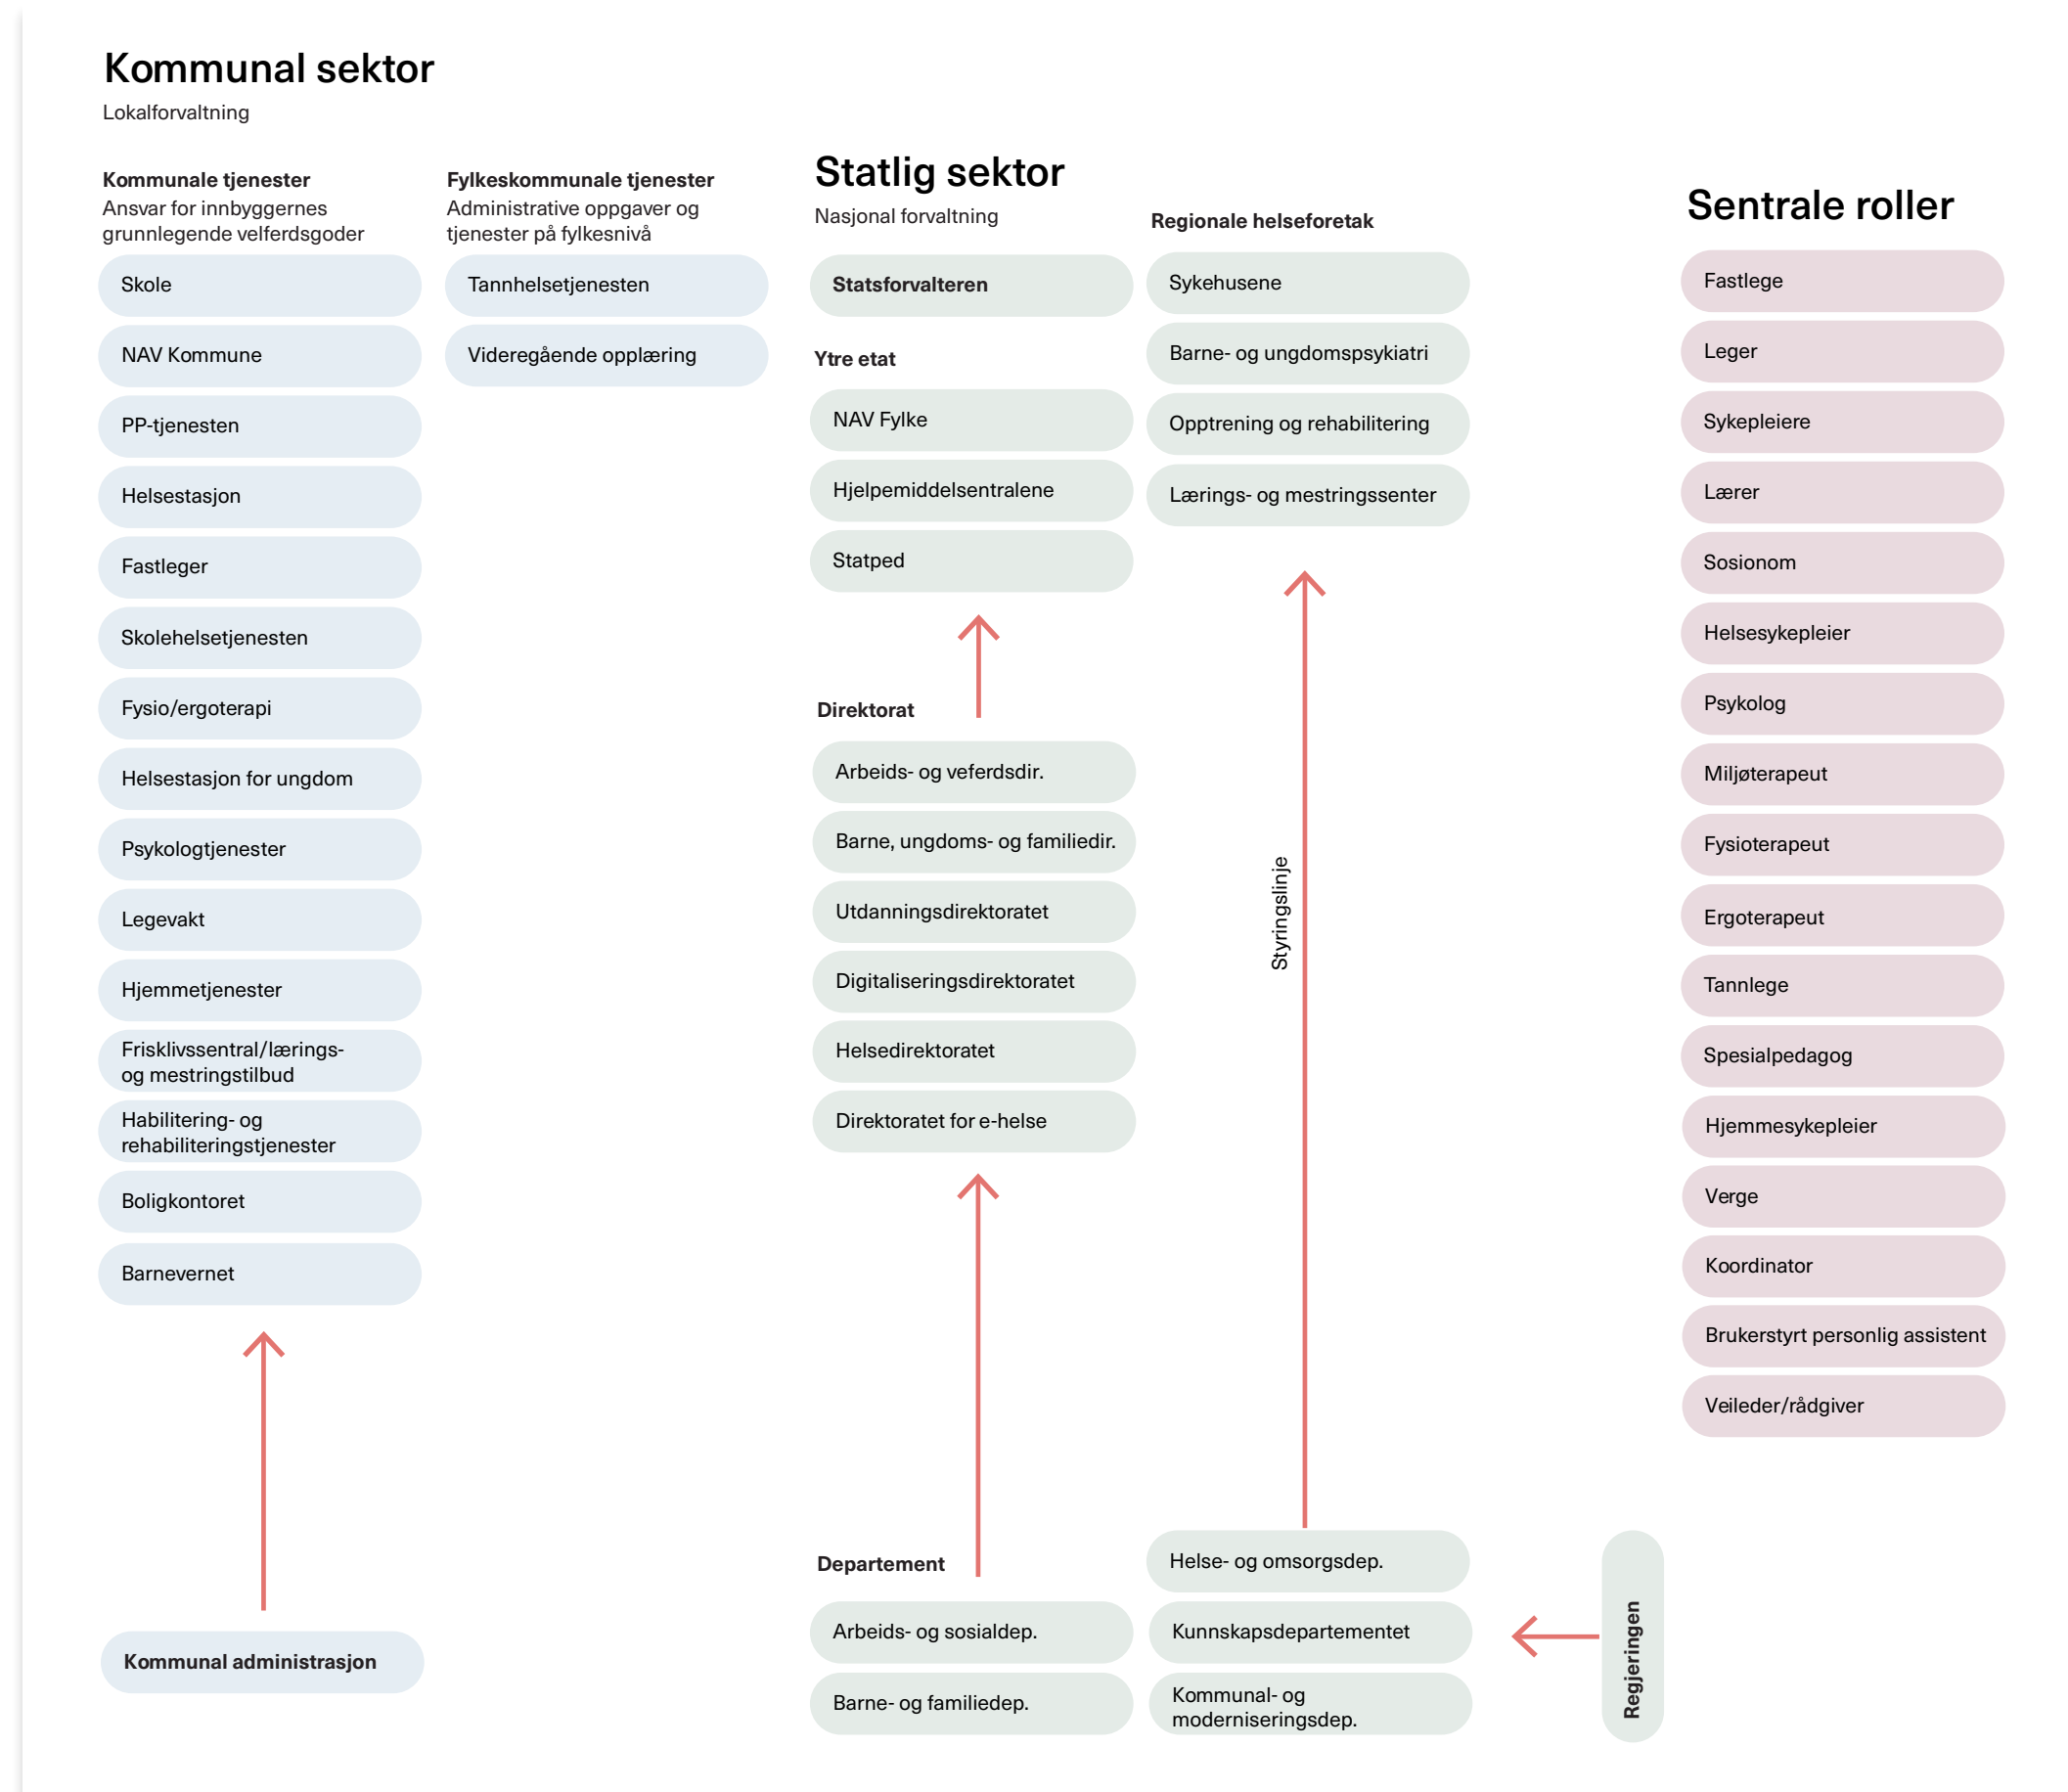 Kommunal sektor
Lokalforvaltning
Kommunale tjenester
Ansvar for innbyggernes
grunnlegende velferdsgoder
Skole
NAV Kommune
PP-tjenesten
Helsestasjon
Fastleger
Skolehelsetjenesten
Fysio/ergoterapi
Helsestasjon for ungdom
Psykologtjenester
Legevakt
Hjemmetjenester
Frisklivssentral/lærings-
og mestringstilbud
Habilitering- og
rehabiliteringstjenester
Boligkontoret
Barnevernet
Kommunal administrasjon
Fylkeskommunale tjenester
Administrative oppgaver og
tjenester på fylkesnivå
Tannhelsetjenesten
Videregående opplæring
Statlig sektor
Nasjonal forvaltning
Statsforvalteren
Ytre etat
NAV Fylke
Hjelpemiddelsentralene
Statped
Direktorat
Arbeids- og veferdsdir.
Barne, ungdoms- og familiedir.
Utdanningsdirektoratet
Digitaliseringsdirektoratet
Helsedirektoratet
Direktoratet for e-helse
Departement
Arbeids- og sosialdep.
Barne- og familiedep.
Regionale helseforetak
Sykehusene
Barne- og ungdomspsykiatri
Opptrening og rehabilitering
Lærings- og mestringssenter
Styringslinje
Helse- og omsorgsdep.
Kunnskapsdepartementet
Kommunal- og
moderniseringsdep.
Regjeringen
Sentrale roller
Fastlege
Leger
Sykepleiere
Lærer
Sosionom
Helsesykepleier
Psykolog
Miljøterapeut
Fysioterapeut
Ergoterapeut
Tannlege
Spesialpedagog
Hjemmesykepleier
Verge
Koordinator
Brukerstyrt personlig assistent
Veileder/rådgiver